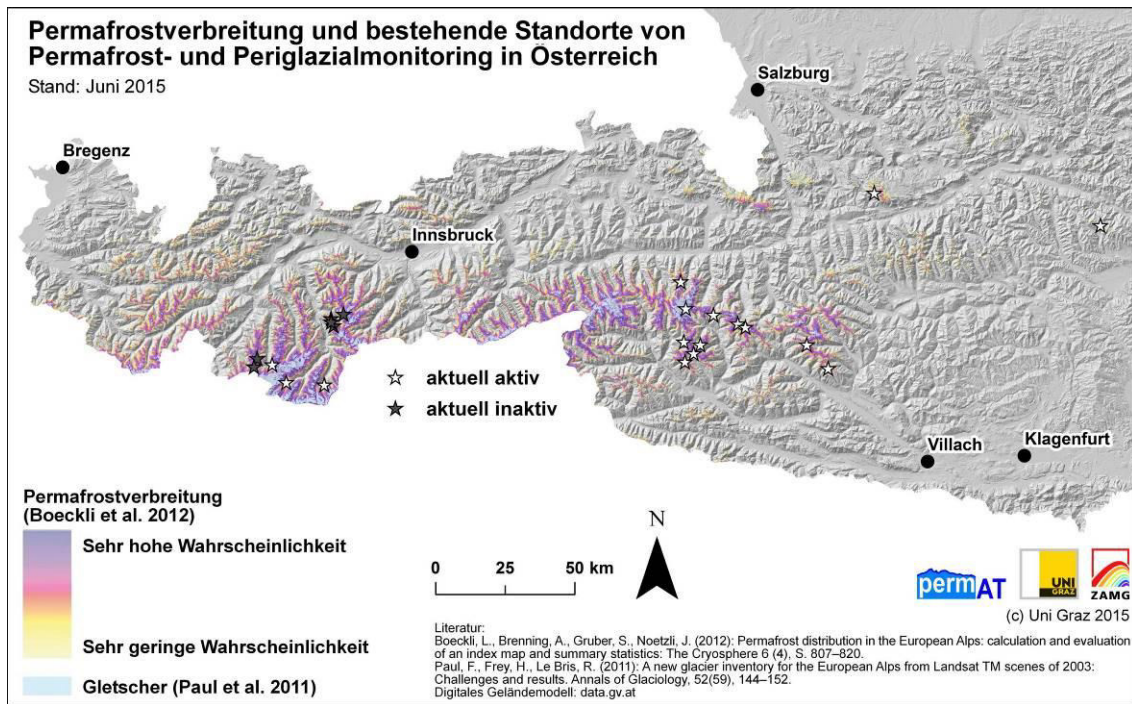 Permafrostverbreitung und bestehende Standorte von
Permafrost- und Periglazialmonitoring in Österreich
Stand: Juni 2015
Salzburg
Bregenz
Innsbruck
aktuell aktiv
aktuell inaktiv
Villach
Klagenfurt
Permafrostverbreitung
(Boeckli et al. 2012)
Sehr hohe Wahrscheinlichkeit
Sehr geringe Wahrscheinlichkeit
Gletscher (Paul et al. 2011)
N
0 25 50 km
permAT
UNI
GRAZ
ZAMG
(c) Uni Graz 2015
Literatur:
Boeckli, L., Brenning, A., Gruber, S., Noetzli, J. (2012): Permafrost distribution in the European Alps: calculation and evaluation
of an index map and summary statistics: The Cryosphere 6 (4), S. 807–820.
Paul, F., Frey, H., Le Bris, R. (2011): A new glacier inventory for the European Alps from Landsat TM scenes of 2003:
Challenges and results. Annals of Glaciology, 52(59), 144–152.
Digitales Geländemodell: data.gv.at